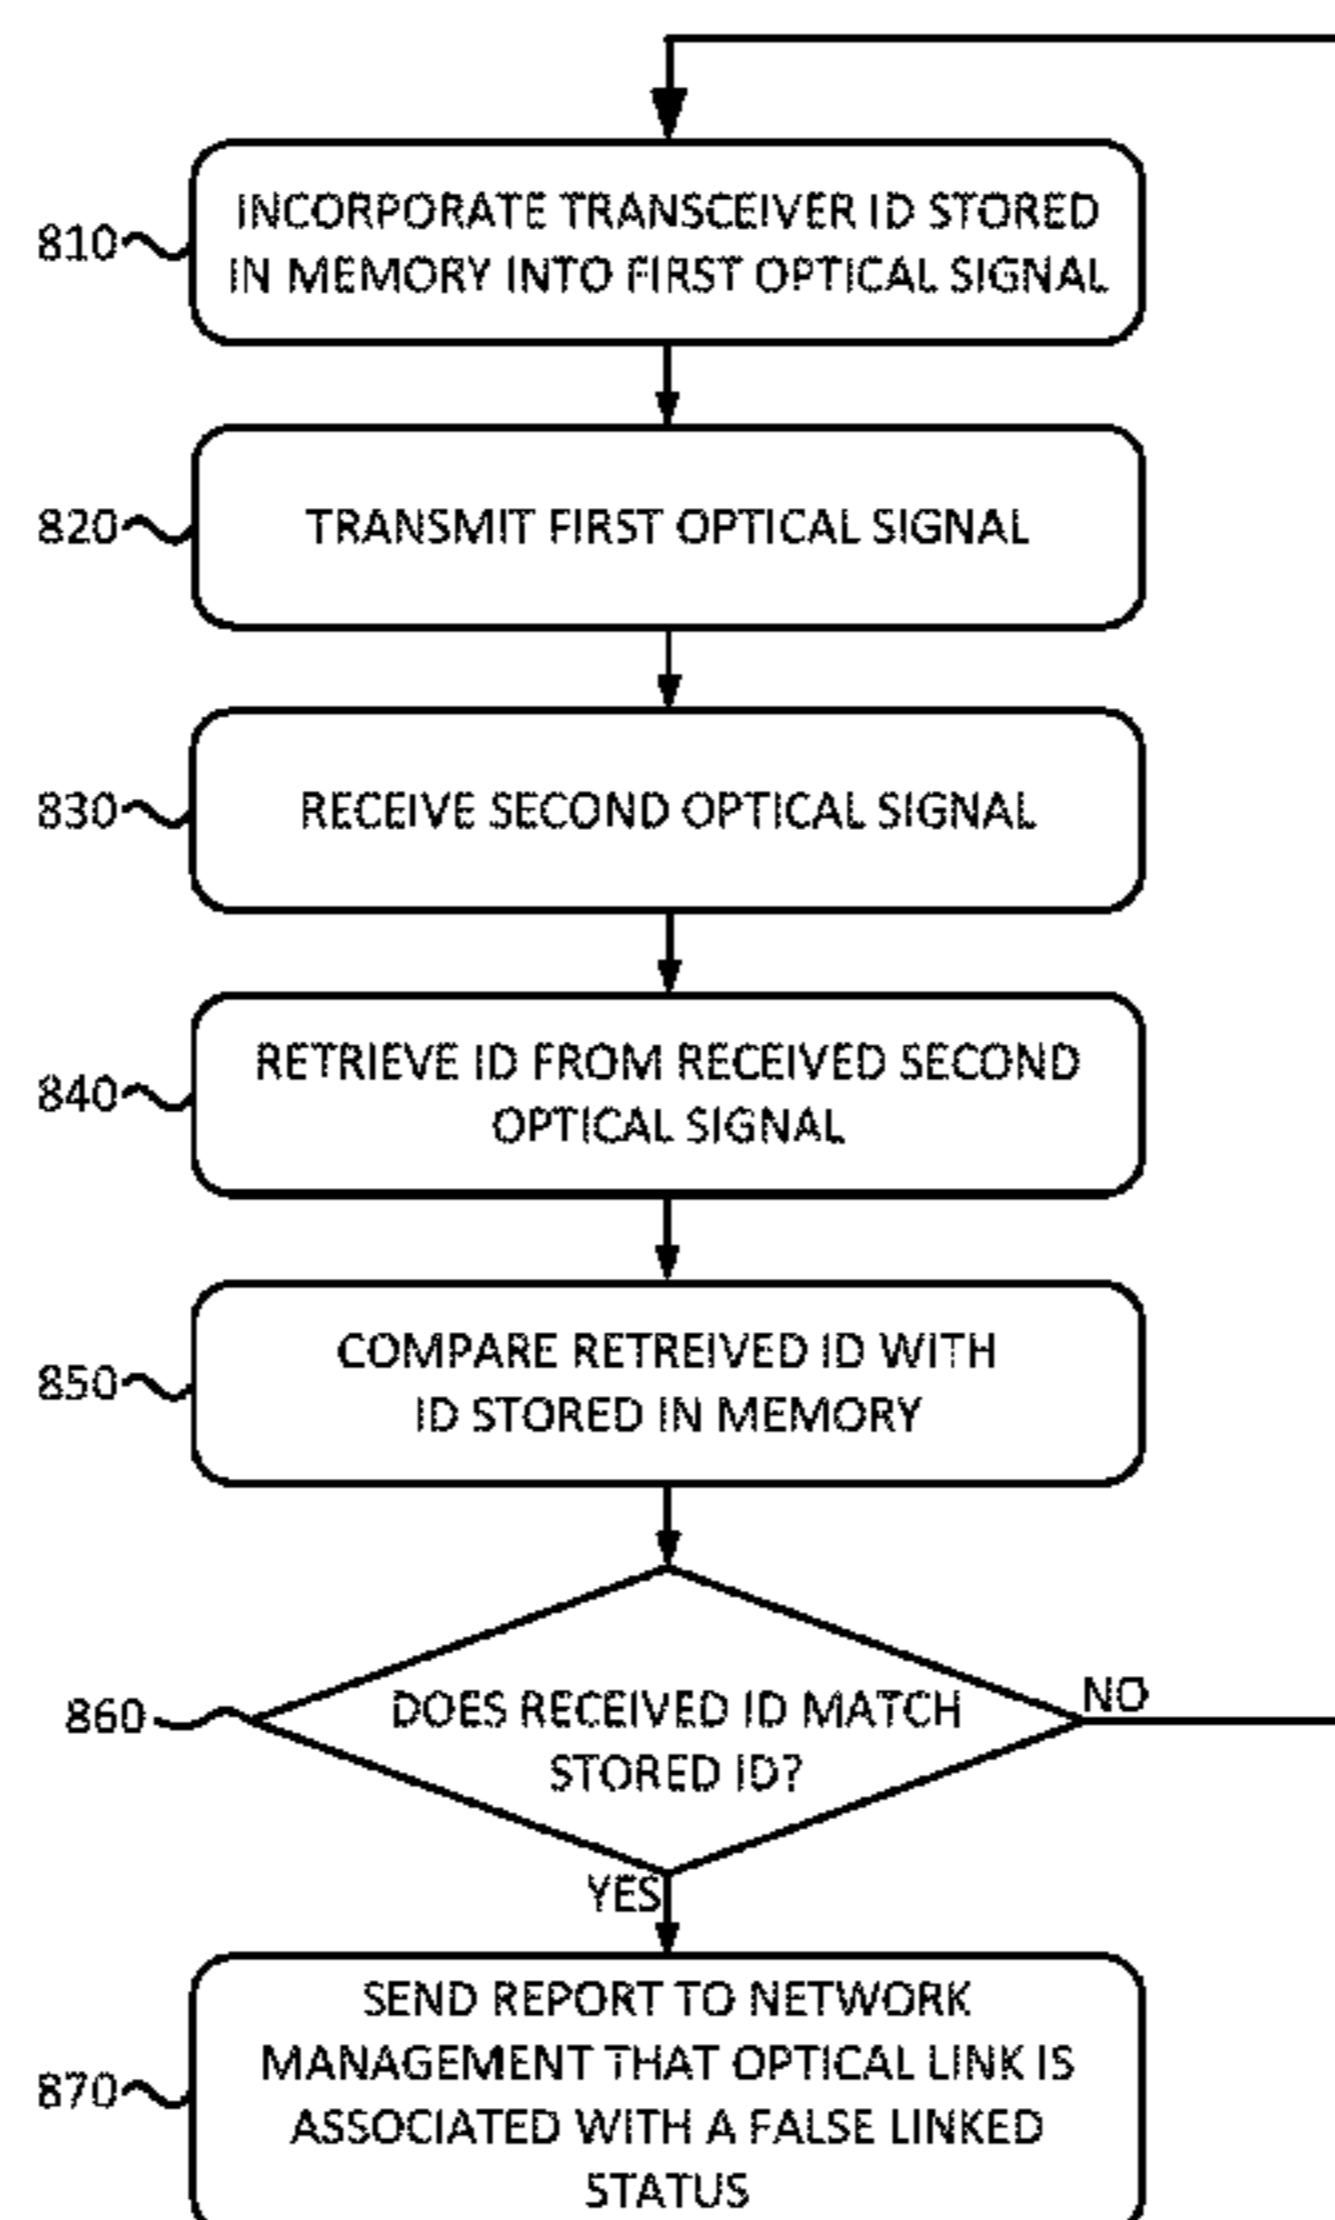 810
INCORPORATE TRANSCEIVER ID STORED
IN MEMORY INTO FIRST OPTICAL SIGNAL
820
TRANSMIT FIRST OPTICAL SIGNAL
830
RECEIVE SECOND OPTICAL SIGNAL
840
RETRIEVE ID FROM RECEIVED SECOND
OPTICAL SIGNAL
850
COMPARE RETREIVED ID WITH
ID STORED IN MEMORY
860
DOES RECEIVED ID MATCH
STORED ID?
NO
YES
870
SEND REPORT TO NETWORK
MANAGEMENT THAT OPTICAL LINK IS
ASSOCIATED WITH A FALSE LINKED
STATUS